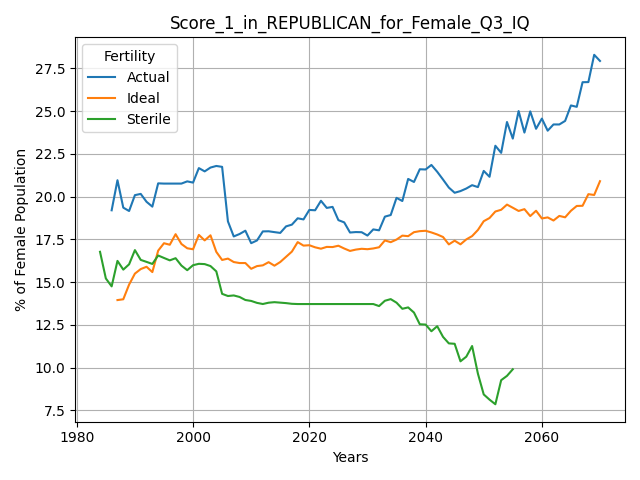 Score_1_in_REPUBLICAN_for_Female_Q3_IQ
Fertility
Actual
Ideal
Sterile
% of Female Population
27.5
25.0
22.5
20.0
17.5
15.0
12.5
10.0
7.5
1980
2000
2020
2040
2060
Years